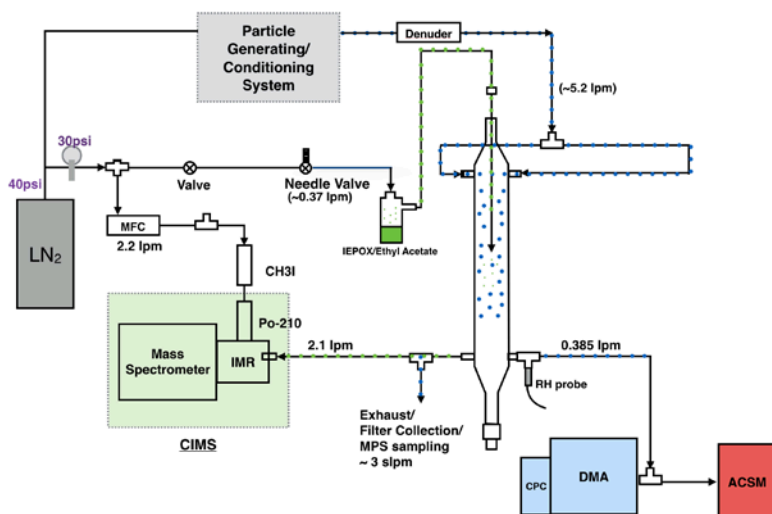 Particle
Generating/
Conditioning
System
Denuder
(~5.2 lpm)
30psi
40psi
Valve
Needle Valve
(~0.37 lpm)
MFC
2.2 lpm
IEPOX/Ethyl Acetate
LN2
CH3I
Po-210
Mass
Spectrometer
IMR
2.1 lpm
0.385 lpm
RH probe
CIMS
Exhaust/
Filter Collection/
MPS sampling
~ 3 slpm
CPC
DMA
ACSM